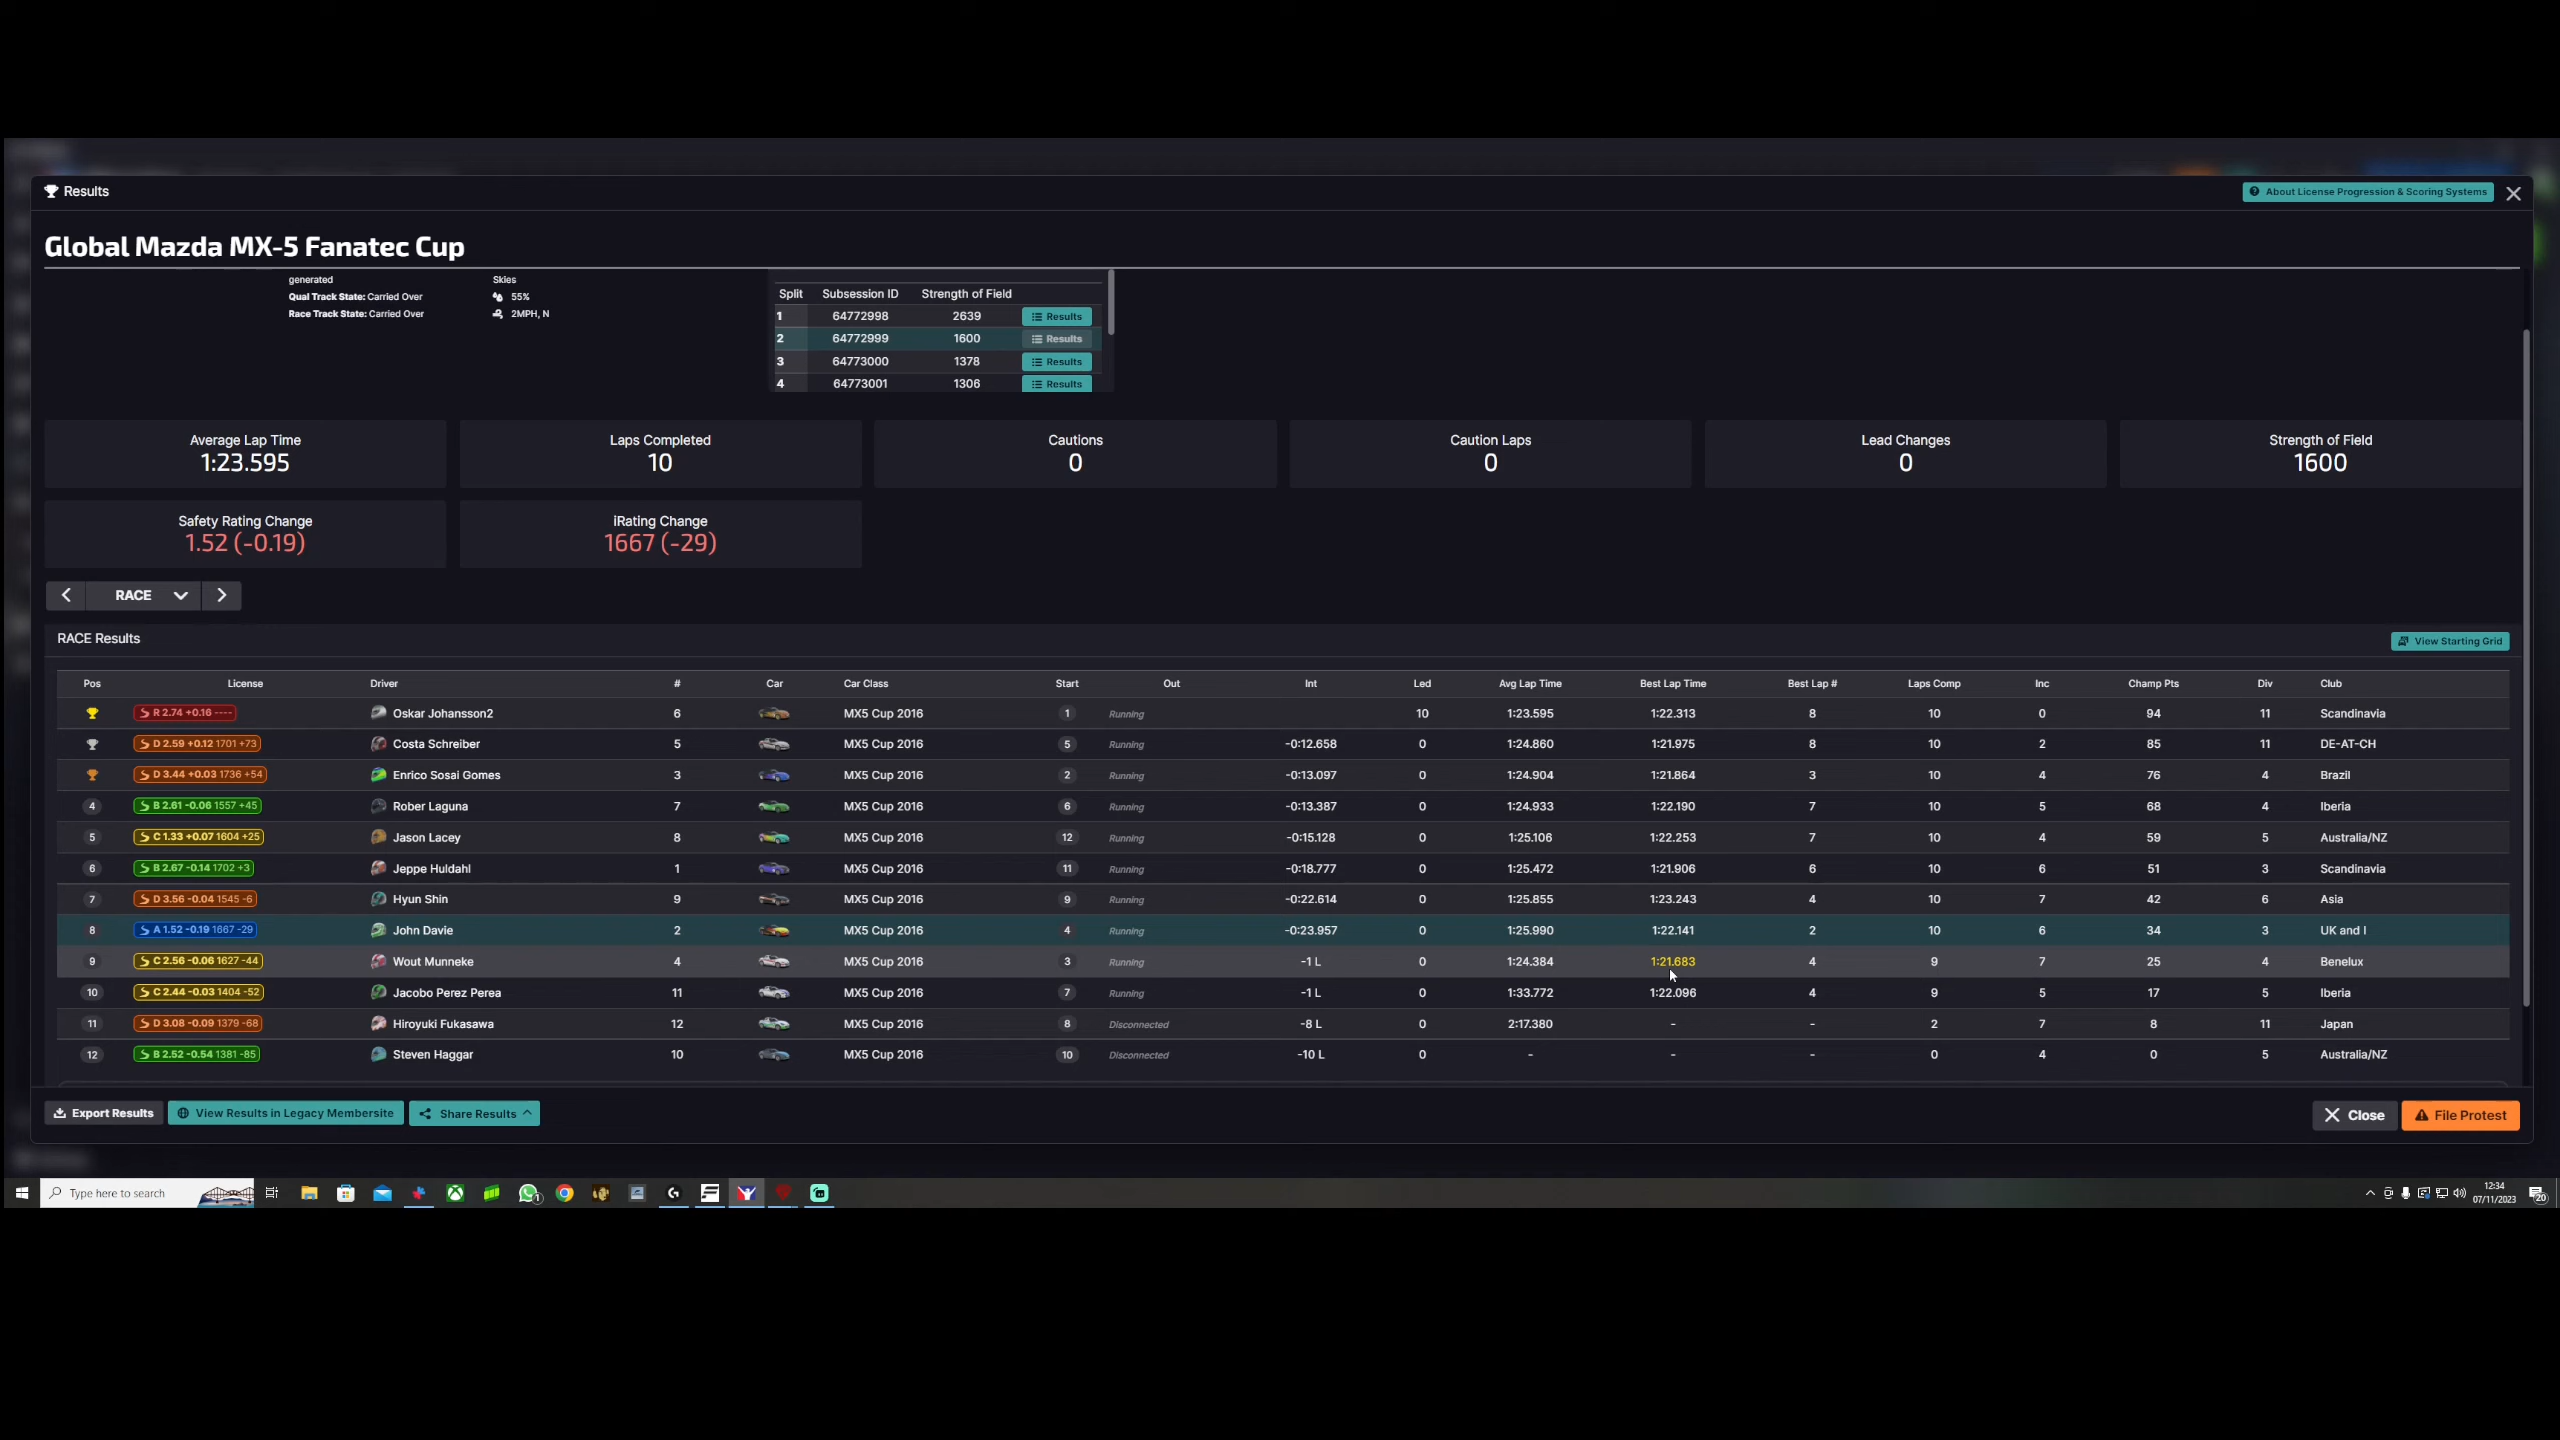 Results
About License Progression & Scoring Systems
Global Mazda MX-5 Fanatec Cup
generated
Skies
Qual Track State: Carried Over
55%
Race Track State: Carried Over
2MPH, N
Split Subsession ID Strength of Field
1 64772998 2639 Results
2 64772999 1600 Results
3 64773000 1378 Results
4 64773001 1306 Results
Average Lap Time
1:23.595
Laps Completed
10
Cautions
0
Caution Laps
0
Lead Changes
0
Strength of Field
1600
Safety Rating Change
1.52 (-0.19)
iRating Change
1667 (-29)
RACE
RACE Results
View Starting Grid
Pos License Driver # Car Car Class Start Out Int Led Avg Lap Time Best Lap Time Best Lap # Laps Comp Inc Champ Pts Div Club
R 2.74 +0.16 ---- Oskar Johansson2 6 MX5 Cup 2016 1 Running 10 1:23.595 1:22.313 8 10 0 94 11 Scandinavia
D 2.59 +0.12 1701 +73 Costa Schreiber 5 MX5 Cup 2016 5 Running -0:12.658 0 1:24.860 1:21.975 8 10 2 85 11 DE-AT-CH
D 3.44 +0.03 1736 +54 Enrico Sosai Gomes 3 MX5 Cup 2016 2 Running -0:13.097 0 1:24.904 1:21.864 3 10 4 76 4 Brazil
4 B 2.61 -0.06 1557 +45 Rober Laguna 7 MX5 Cup 2016 6 Running -0:13.387 0 1:24.933 1:22.190 7 10 5 68 4 Iberia
5 C 1.33 +0.07 1604 +25 Jason Lacey 8 MX5 Cup 2016 12 Running -0:15.128 0 1:25.106 1:22.253 7 10 4 59 5 Australia/NZ
6 B 2.67 -0.14 1702 +3 Jeppe Huldahl 1 MX5 Cup 2016 11 Running -0:18.777 0 1:25.472 1:21.906 6 10 6 51 3 Scandinavia
7 D 3.56 -0.04 1545 -6 Hyun Shin 9 MX5 Cup 2016 9 Running -0:22.614 0 1:25.855 1:23.243 4 10 7 42 6 Asia
8 A 1.52 -0.19 1667 -29 John Davie 2 MX5 Cup 2016 4 Running -0:23.957 0 1:25.990 1:22.141 2 10 6 34 3 UK and I
9 C 2.56 -0.06 1627 -44 Wout Munneke 4 MX5 Cup 2016 3 Running -1 L 0 1:24.384 1:21.683 4 9 7 25 4 Benelux
10 C 2.44 -0.03 1404 -52 Jacobo Perez Perea 11 MX5 Cup 2016 7 Running -1 L 0 1:33.772 1:22.096 4 9 5 17 5 Iberia
11 D 3.08 -0.09 1379 -68 Hiroyuki Fukasawa 12 MX5 Cup 2016 8 Disconnected -8 L 0 2:17.380 - - 2 7 8 11 Japan
12 B 2.52 -0.54 1381 -85 Steven Haggar 10 MX5 Cup 2016 10 Disconnected -10 L 0 - - - 0 4 0 5 Australia/NZ
Export Results
View Results in Legacy Membersite
Share Results
Close
File Protest
Type here to search
1
12:34
07/11/2023
20